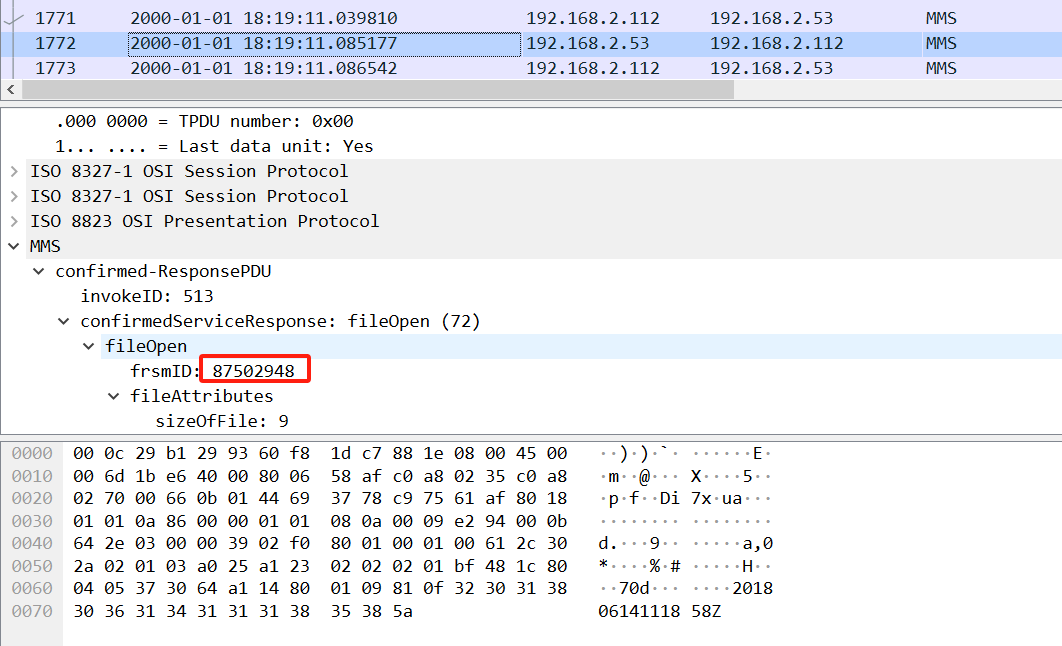 1771 2000-01-01 18:19:11.039810 192.168.2.112 192.168.2.53 MMS
1772 2000-01-01 18:19:11.085177 192.168.2.53 192.168.2.112 MMS
1773 2000-01-01 18:19:11.086542 192.168.2.112 192.168.2.53 MMS
.000 0000 = TPDU number: 0x00
1... .... = Last data unit: Yes
ISO 8327-1 OSI Session Protocol
ISO 8327-1 OSI Session Protocol
ISO 8823 OSI Presentation Protocol
MMS
confirmed-ResponsePDU
invokeID: 513
confirmedServiceResponse: fileOpen (72)
fileOpen
frsmID: 87502948
fileAttributes
sizeOfFile: 9
0000 00 0c 29 b1 29 93 60 f8 1d c7 88 1e 08 00 45 00 ··)·)·`· ······E·
0010 00 6d 1b e6 40 00 80 06 58 af c9 a8 02 35 c0 a8 ·m··@··· X····5··
0020 02 70 00 66 0b 01 44 69 37 78 c9 75 61 af 80 18 ·p·f··Di 7x·ua···
0030 01 01 0a 86 00 00 01 01 08 0a 00 09 e2 94 00 0b ········ ········
0040 64 2e 03 00 00 39 02 f0 80 01 00 01 00 61 2c 30 d.···9·· ·····a,0
0050 2a 02 01 03 a0 25 a1 23 02 02 02 01 bf 48 1c 80 *····%·# ·····H··
0060 04 05 37 30 64 a1 14 80 01 09 81 0f 32 30 31 38 ··70d··· ····2018
0070 30 36 31 34 31 31 31 38 35 38 5a 06141118 58Z